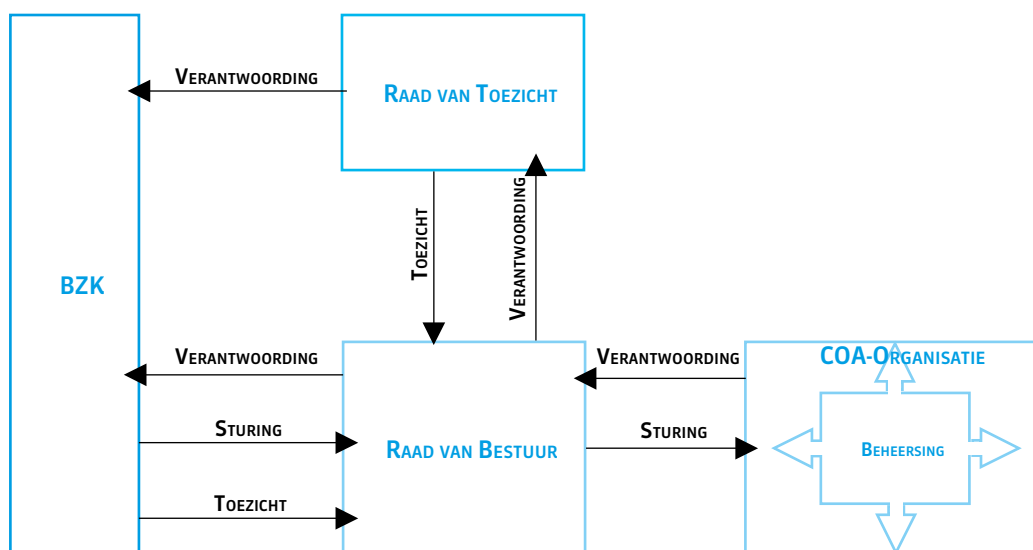 Verantwoording
Raad van Toezicht
Toezicht
Verantwoording
BZK
Verantwoording
Verantwoording
COA-Organisatie
Sturing
Raad van Bestuur
Sturing
Beheersing
Toezicht